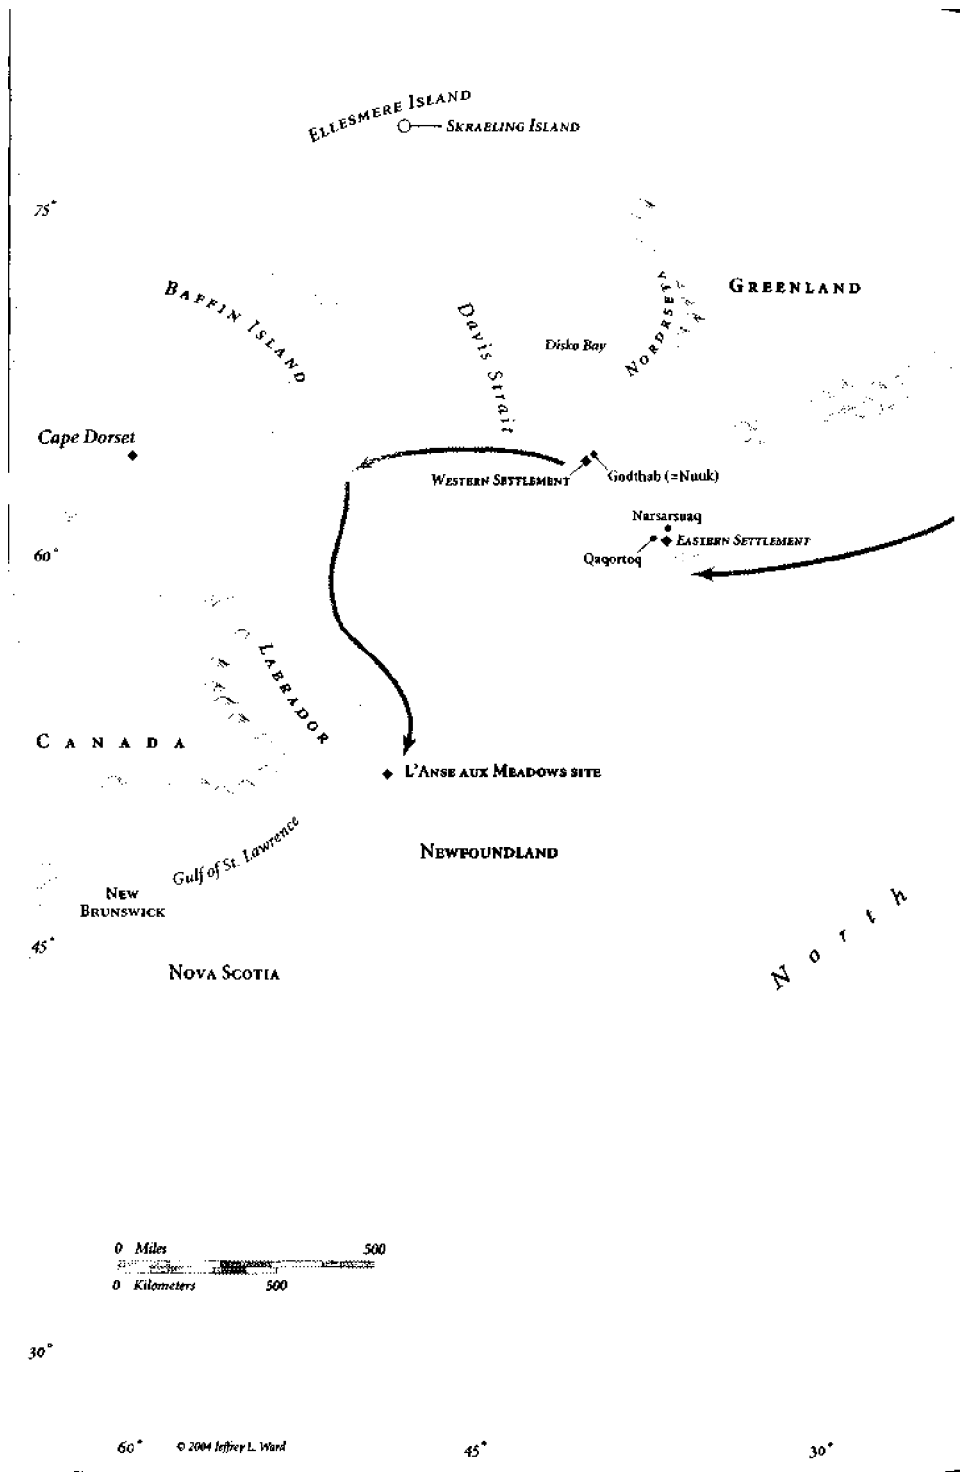 ELLESMERE ISLAND
SKRAELING ISLAND
75°
BAFFIN ISLAND
Davis Strait
Disko Bay
NORDRSETA
GREENLAND
Cape Dorset
WESTERN SETTLEMENT
Godthab (=Nuuk)
Narsarsuaq
EASTERN SETTLEMENT
Qaqortoq
60°
LABRADOR
CANADA
L'ANSE AUX MEADOWS SITE
Gulf of St. Lawrence
NEWFOUNDLAND
NEW
BRUNSWICK
North
45°
NOVA SCOTIA
0 Miles 500
0 Kilometers 500
30°
60° © 2004 Jeffrey L. Ward 45° 30°